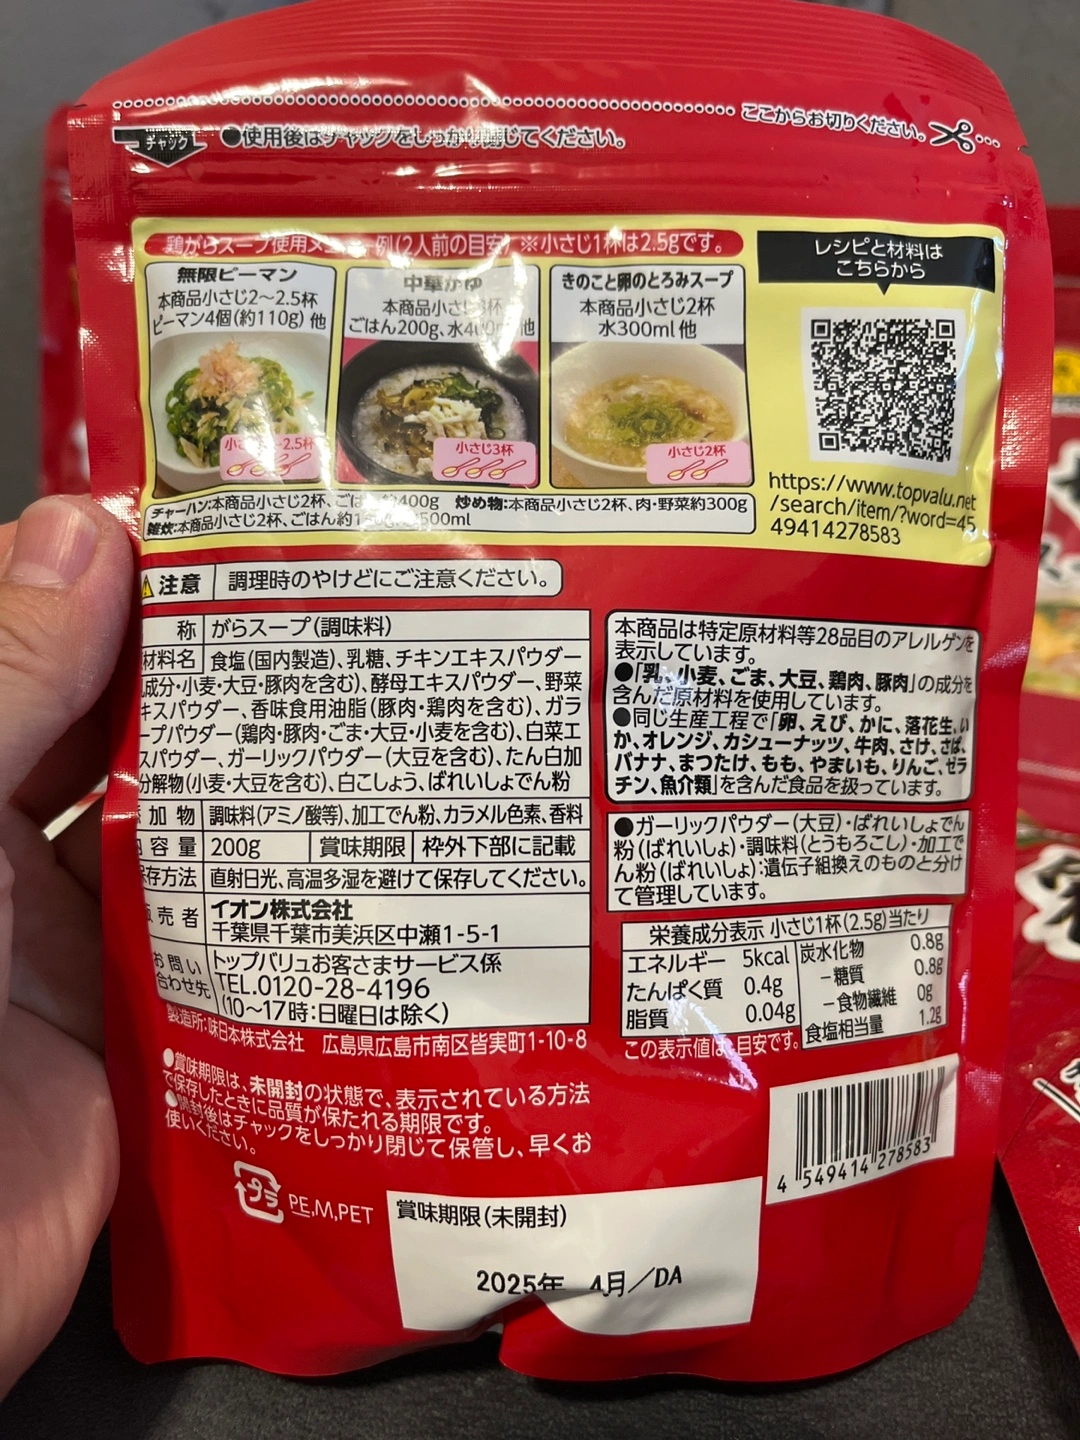 ここからお切りください。
チャック
●使用後はチャックをしっかり閉じてください。
鶏がらスープ使用メニュー例(2人前の目安) ※小さじ1杯は2.5gです。
無限ピーマン
本商品小さじ2〜2.5杯
ピーマン4個(約110g)他
小さじ2〜2.5杯
中華がゆ
本商品小さじ3杯
ごはん200g、水400ml他
小さじ3杯
きのこと卵のとろみスープ
本商品小さじ2杯
水300ml他
小さじ2杯
チャーハン:本商品小さじ2杯、ごはん約400g 炒め物:本商品小さじ2杯、肉・野菜約300g
雑炊:本商品小さじ2杯、ごはん約 500ml
レシピと材料は
こちらから
https://www.topvalu.net
/search/item/?word=45
49414278583
注意 調理時のやけどにご注意ください。
称 がらスープ(調味料)
材料名 食塩(国内製造)、乳糖、チキンエキスパウダー
乳成分・小麦・大豆・豚肉を含む)、酵母エキスパウダー、野菜
キスパウダー、香味食用油脂(豚肉・鶏肉を含む)、ガラ
ープパウダー(鶏肉・豚肉・ごま・大豆・小麦を含む)、白菜エ
スパウダー、ガーリックパウダー(大豆を含む)、たん白加
分解物(小麦・大豆を含む)、白こしょう、ばれいしょでん粉
加物 調味料(アミノ酸等)、加工でん粉、カラメル色素、香料
内容量 200g 賞味期限 枠外下部に記載
保存方法 直射日光、高温多湿を避けて保存してください。
販売者 イオン株式会社
千葉県千葉市美浜区中瀬1-5-1
お問い合わせ先 トップバリュお客さまサービス係
TEL.0120-28-4196
(10〜17時:日曜日は除く)
製造所:味日本株式会社 広島県広島市南区皆実町1-10-8
●賞味期限は、未開封の状態で、表示されている方法
で保存したときに品質が保たれる期限です。
●開封後はチャックをしっかり閉じて保管し、早くお
使いください。
本商品は特定原材料等28品目のアレルゲンを
表示しています。
●「乳、小麦、ごま、大豆、鶏肉、豚肉」の成分を
含んだ原材料を使用しています。
●同じ生産工程で「卵、えび、かに、落花生、い
か、オレンジ、カシューナッツ、牛肉、さけ、さば、
バナナ、まつたけ、もも、やまいも、りんご、ゼラ
チン、魚介類」を含んだ食品を扱っています。
●ガーリックパウダー(大豆)・ばれいしょでん
粉(ばれいしょ)・調味料(とうもろこし)・加工で
ん粉(ばれいしょ):遺伝子組換えのものと分け
て管理しています。
栄養成分表示 小さじ1杯(2.5g)当たり
エネルギー 5kcal
たんぱく質 0.4g
脂質 0.04g
炭水化物 0.8g
−糖質 0.8g
−食物繊維 0g
食塩相当量 1.2g
この表示値は、目安です。
4 549414 278583
プラ
PE,M,PET
賞味期限(未開封)
2025年 4月/DA